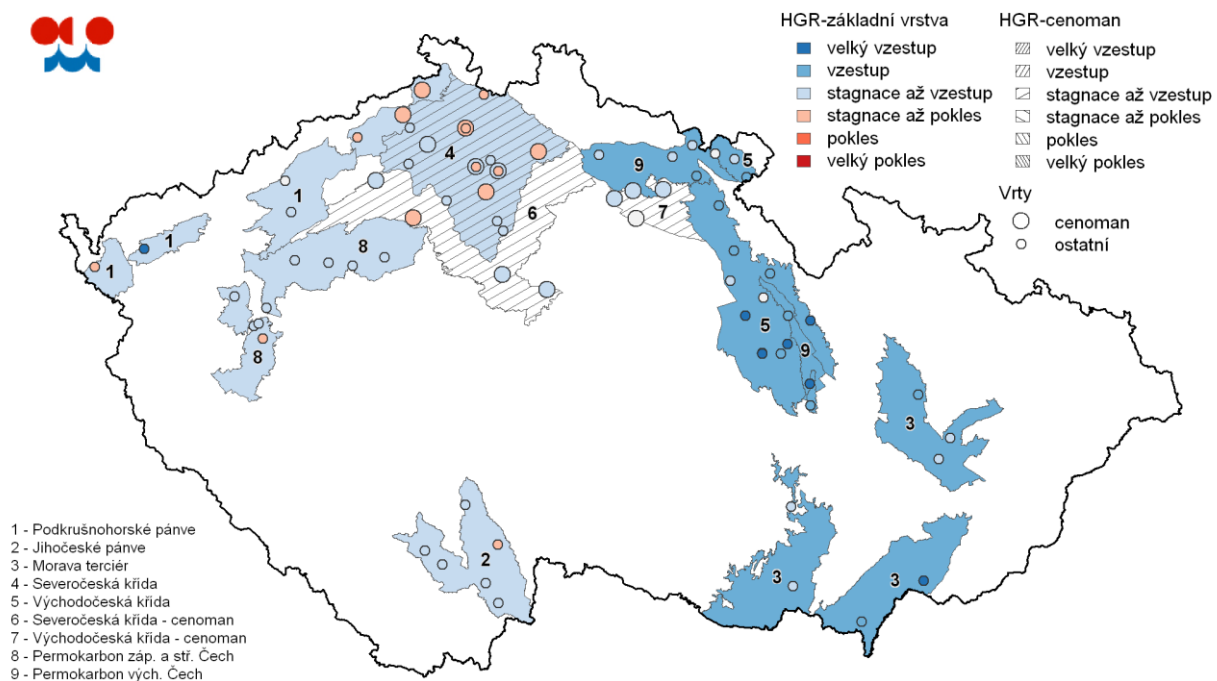 HGR-základní vrstva
velký vzestup
vzestup
stagnace až vzestup
stagnace až pokles
pokles
velký pokles
HGR-cenoman
velký vzestup
vzestup
stagnace až vzestup
stagnace až pokles
pokles
velký pokles
Vrty
cenoman
ostatní
4
9
5
1
7
6
1
8
1
5
9
8
3
2
3
3
1 - Podkrušnohorské pánve
2 - Jihočeské pánve
3 - Morava terciér
4 - Severočeská křída
5 - Východočeská křída
6 - Severočeská křída - cenoman
7 - Východočeská křída - cenoman
8 - Permokarbon záp. a stř. Čech
9 - Permokarbon vých. Čech